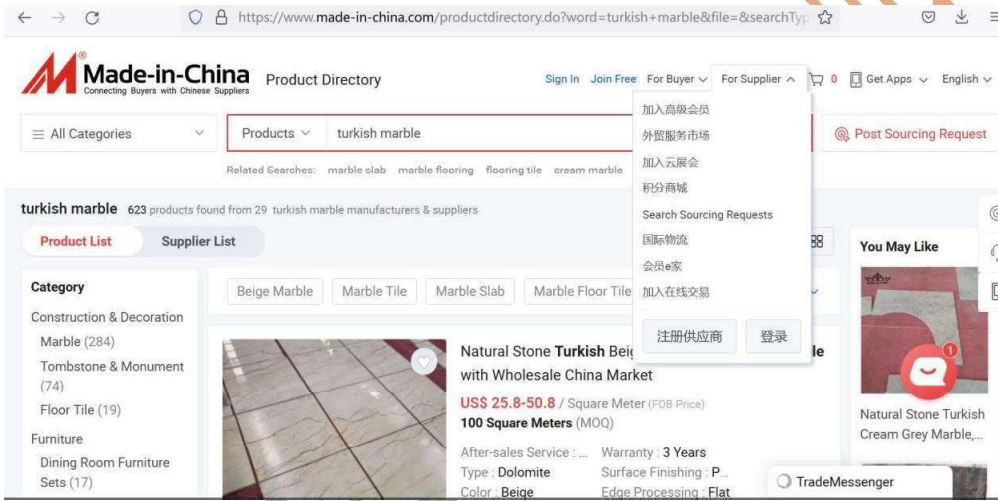 https://www.made-in-china.com/productdirectory.do?word=turkish+marble&file=&searchTyp
Made-in-China
Connecting Buyers with Chinese Suppliers
Product Directory
Sign In Join Free For Buyer For Supplier 0 Get Apps English
加入高级会员
外贸服务市场
加入云展会
积分商城
Search Sourcing Requests
国际物流
会员e家
加入在线交易
注册供应商 登录
All Categories
Products turkish marble
Post Sourcing Request
Related Searches: marble slab marble flooring flooring tile cream marble
turkish marble 623 products found from 29 turkish marble manufacturers & suppliers
Product List Supplier List
Category
Construction & Decoration
Marble (284)
Tombstone & Monument
(74)
Floor Tile (19)
Furniture
Dining Room Furniture
Sets (17)
Beige Marble Marble Tile Marble Slab Marble Floor Tile
Natural Stone Turkish
with Wholesale China Market
US$ 25.8-50.8 / Square Meter (FOB Price)
100 Square Meters (MOQ)
After-sales Service : ... Warranty : 3 Years
Type : Dolomite Surface Finishing : P...
Color : Beige Edge Processing : Flat
You May Like
1
Natural Stone Turkish
Cream Grey Marble,...
TradeMessenger